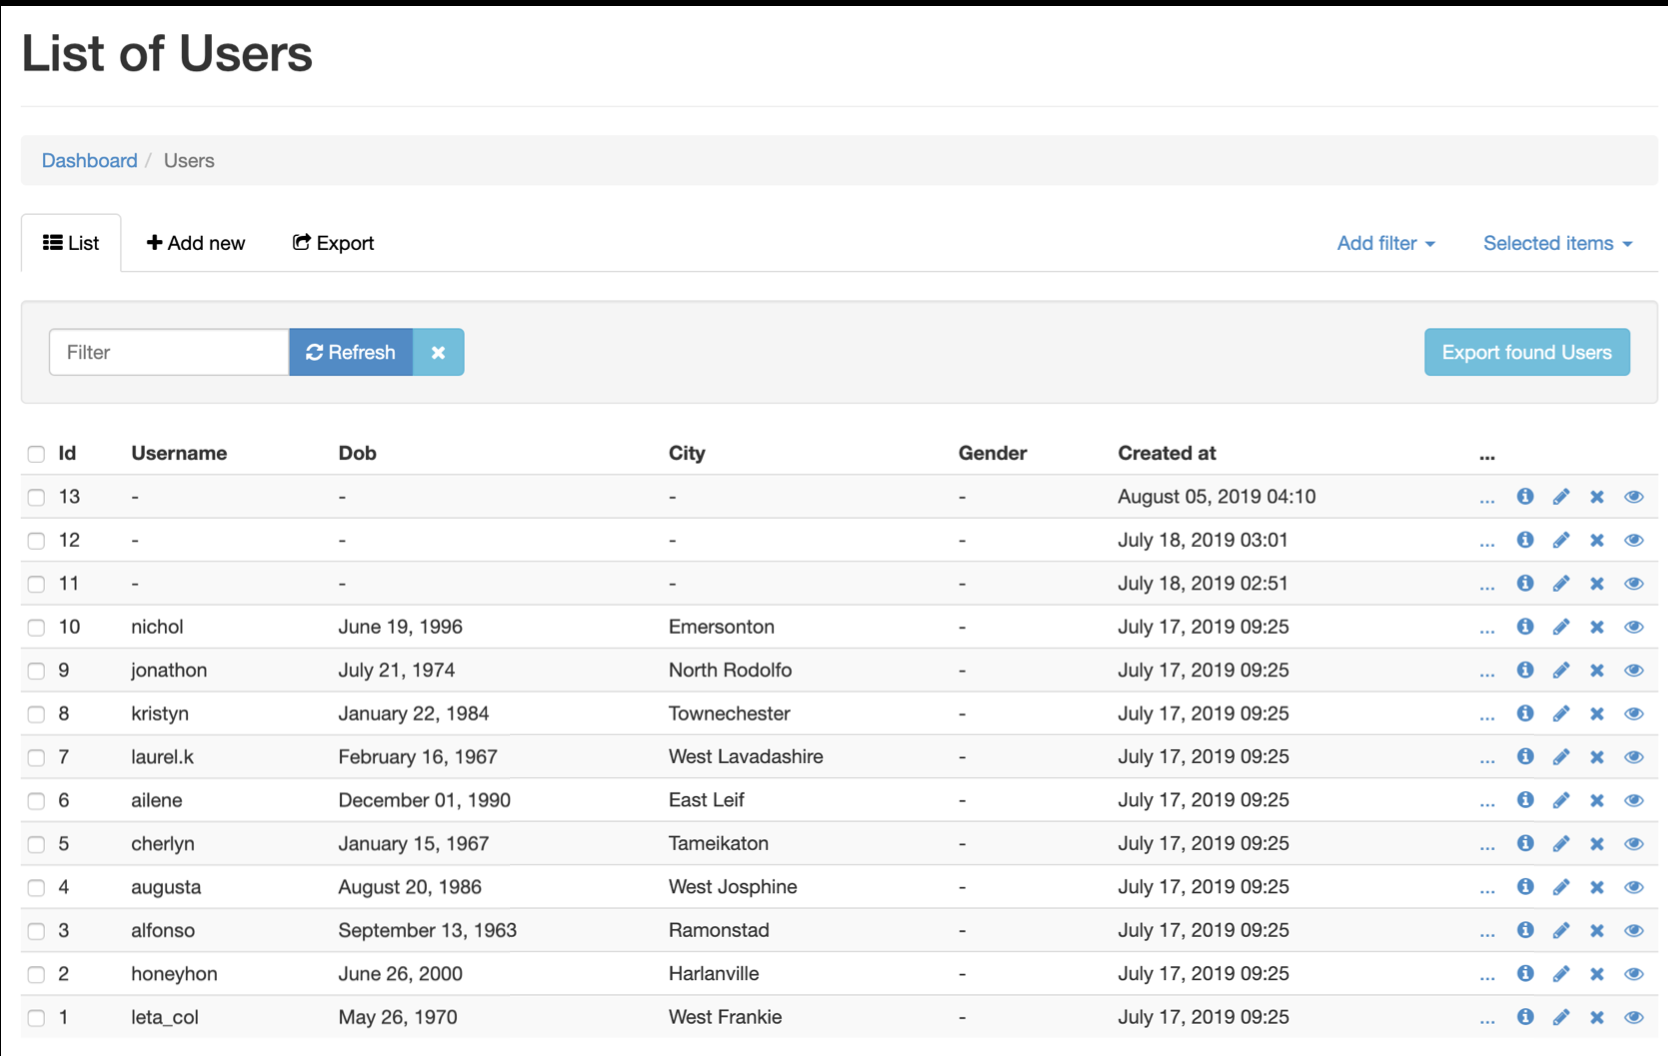 List of Users
Dashboard / Users
List Add new Export Add filter Selected items
Filter Refresh Export found Users
Id Username Dob City Gender Created at ...
13 - - - - August 05, 2019 04:10 ...
12 - - - - July 18, 2019 03:01 ...
11 - - - - July 18, 2019 02:51 ...
10 nichol June 19, 1996 Emersonton - July 17, 2019 09:25 ...
9 jonathon July 21, 1974 North Rodolfo - July 17, 2019 09:25 ...
8 kristyn January 22, 1984 Townechester - July 17, 2019 09:25 ...
7 laurel.k February 16, 1967 West Lavadashire - July 17, 2019 09:25 ...
6 ailene December 01, 1990 East Leif - July 17, 2019 09:25 ...
5 cherlyn January 15, 1967 Tameikaton - July 17, 2019 09:25 ...
4 augusta August 20, 1986 West Josphine - July 17, 2019 09:25 ...
3 alfonso September 13, 1963 Ramonstad - July 17, 2019 09:25 ...
2 honeyhon June 26, 2000 Harlanville - July 17, 2019 09:25 ...
1 leta_col May 26, 1970 West Frankie - July 17, 2019 09:25 ...